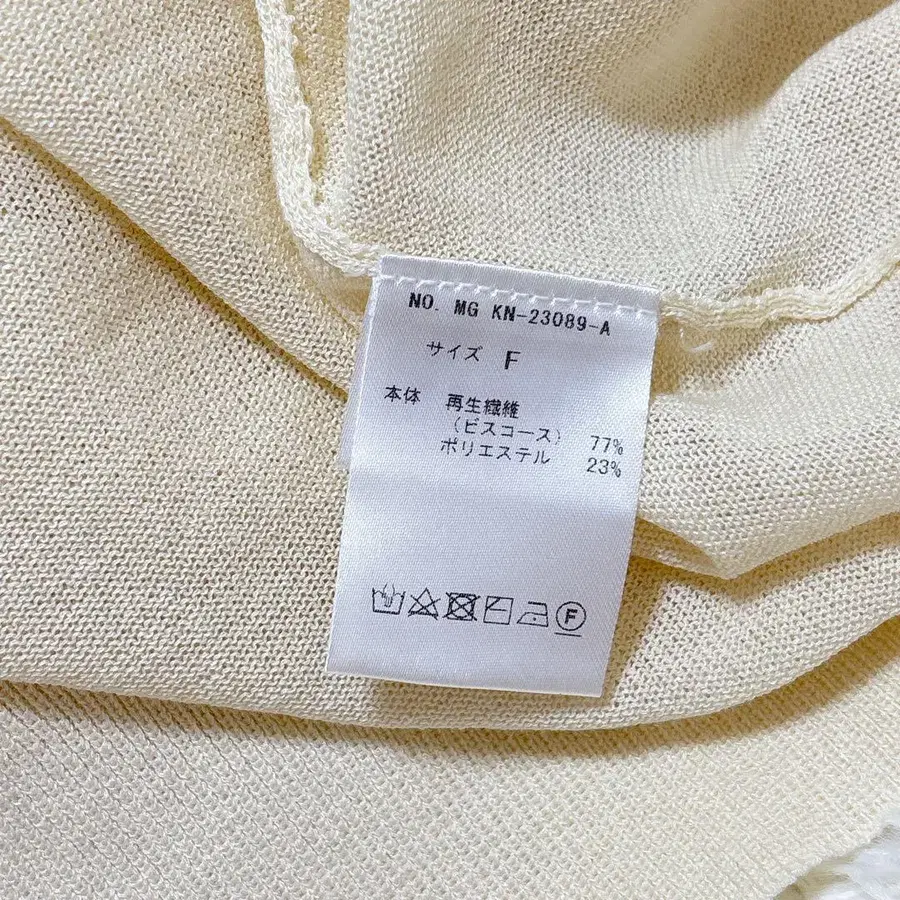 NO. MG KN-23089-A
サイズ F
本体 再生繊維
(ビスコース) 77%
ポリエステル 23%
F